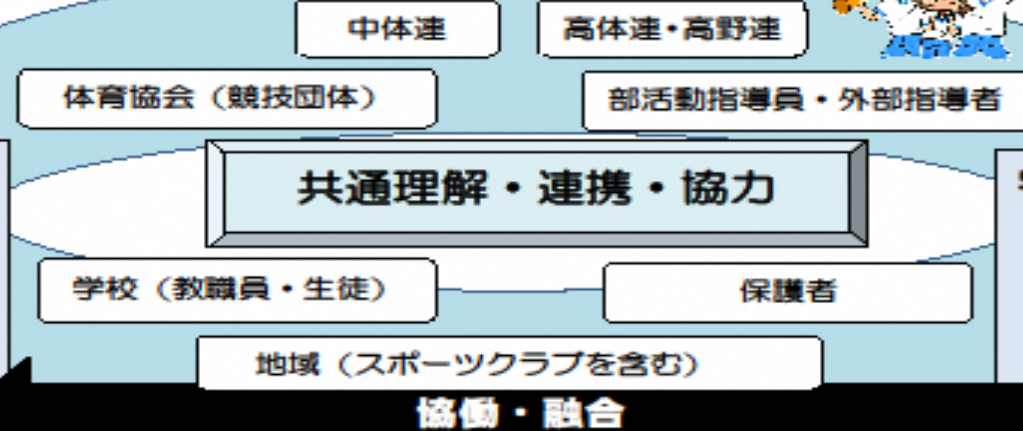 中体連
高体連・高野連
体育協会（競技団体）
部活動指導員・外部指導者
共通理解・連携・協力
学校（教職員・生徒）
保護者
地域（スポーツクラブを含む）
協働・融合